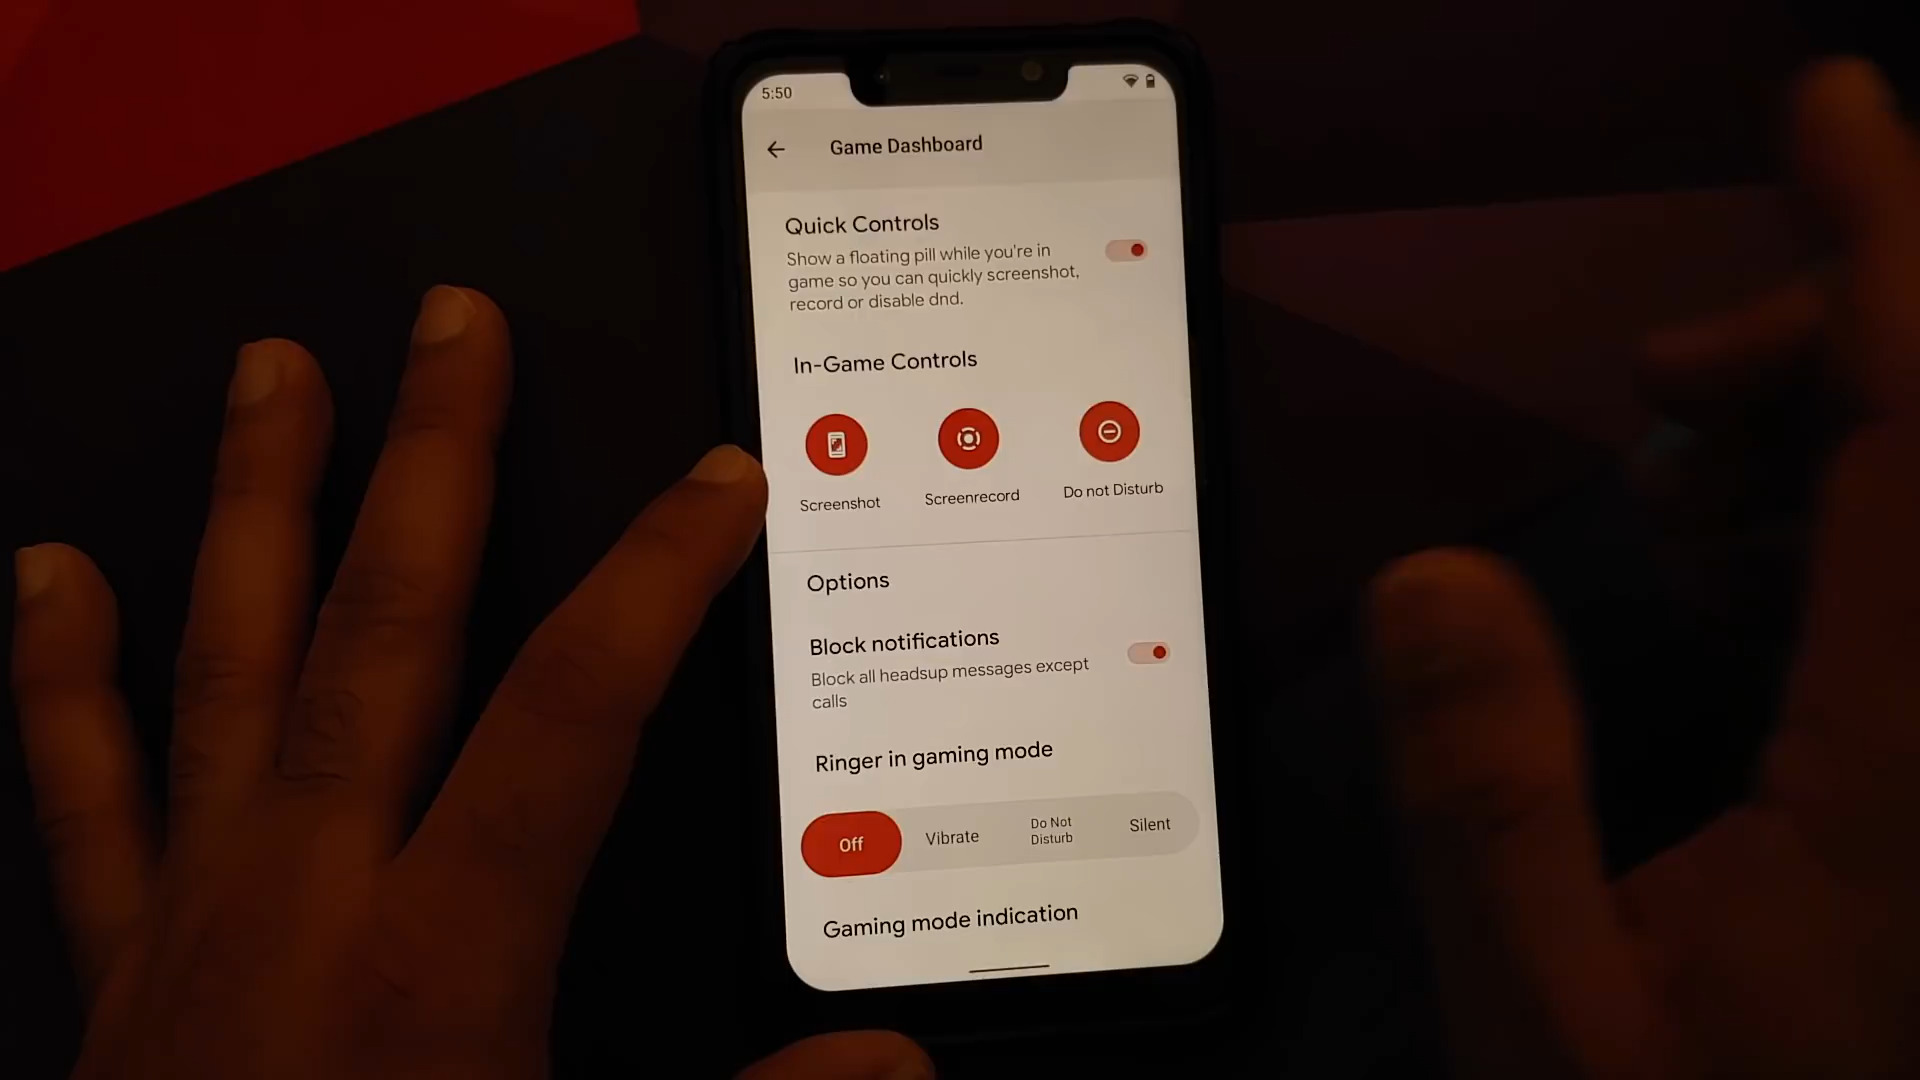 5:50
Game Dashboard
Quick Controls
Show a floating pill while you're in
game so you can quickly screenshot,
record or disable dnd.
In-Game Controls
Screenshot
Screenrecord
Do not Disturb
Options
Block notifications
Block all headsup messages except
calls
Ringer in gaming mode
Off
Vibrate
Do Not
Disturb
Silent
Gaming mode indication